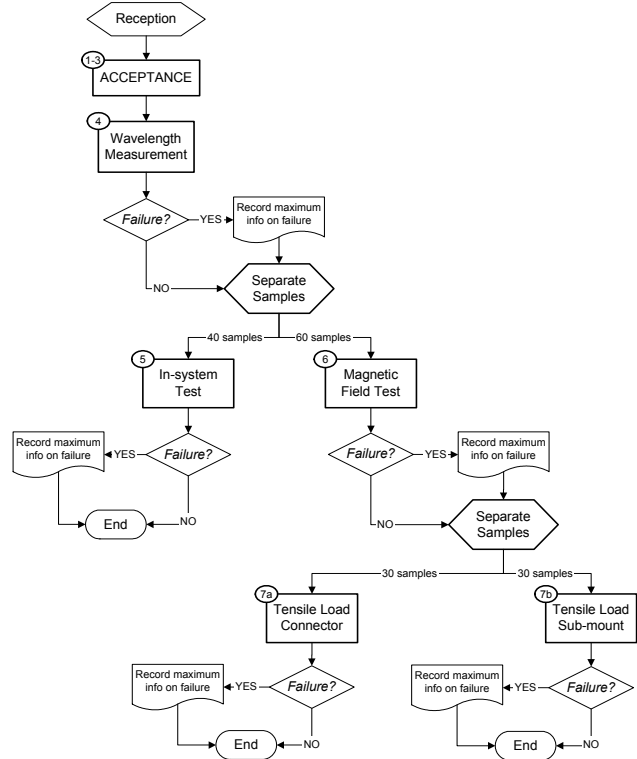 Reception
1-3
ACCEPTANCE
4
Wavelength
Measurement
Failure?
YES
Record maximum
info on failure
NO
Separate
Samples
40 samples
60 samples
5
In-system
Test
6
Magnetic
Field Test
Record maximum
info on failure
YES
Failure?
NO
End
Failure?
YES
Record maximum
info on failure
NO
Separate
Samples
30 samples
30 samples
7a
Tensile Load
Connector
7b
Tensile Load
Sub-mount
Record maximum
info on failure
YES
Failure?
NO
End
Record maximum
info on failure
YES
Failure?
NO
End